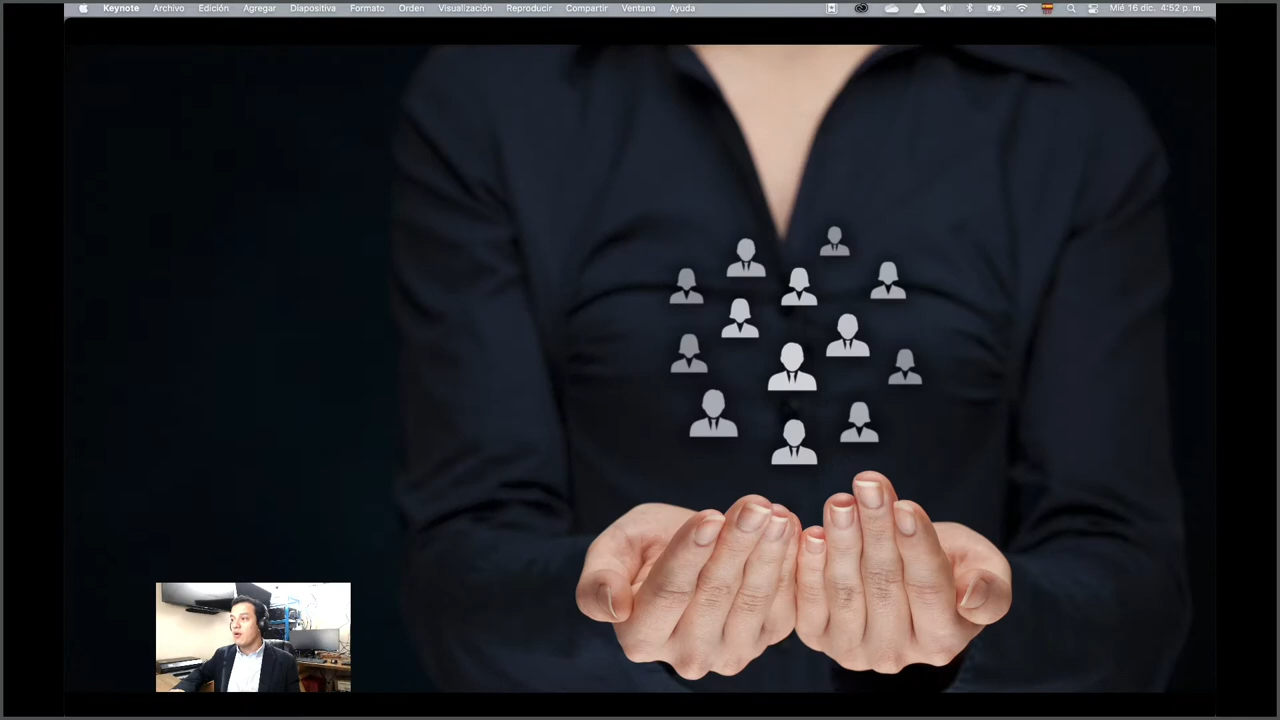 Keynote Archivo Edición Agregar Diapositiva Formato Orden Visualización Reproducir Compartir Ventana Ayuda Mié 16 dic. 4:52 p. m.